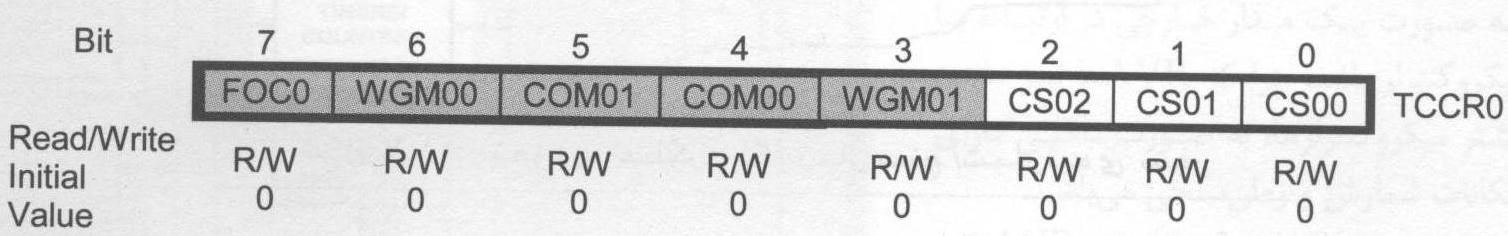 Bit 7 6 5 4 3 2 1 0
FOC0 WGM00 COM01 COM00 WGM01 CS02 CS01 CS00 TCCR0
Read/Write R/W R/W R/W R/W R/W R/W R/W R/W
Initial
Value 0 0 0 0 0 0 0 0